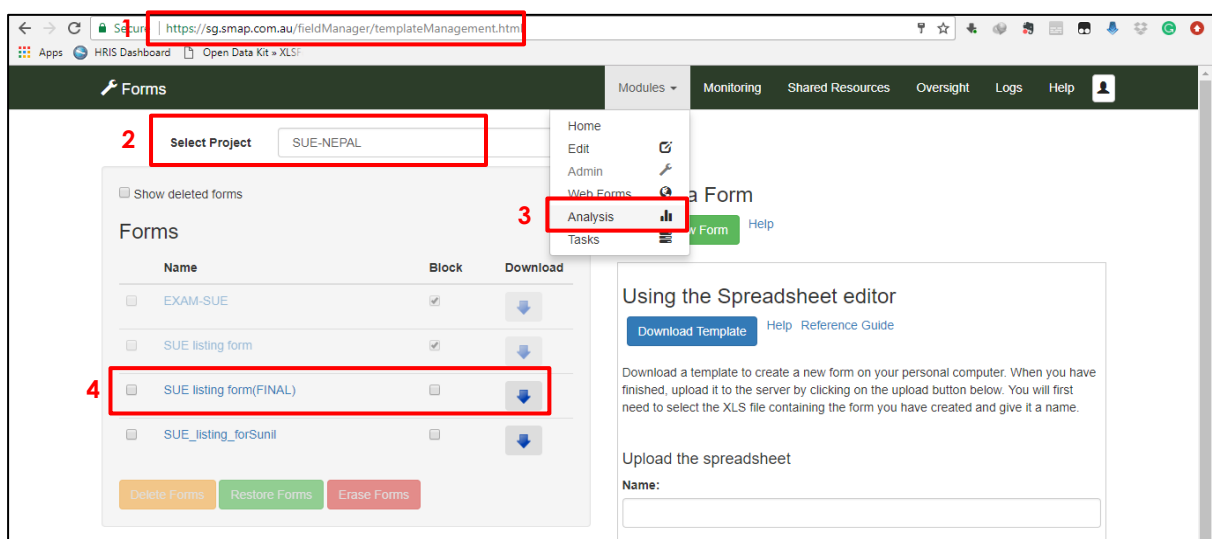 1
Secure | https://sg.smap.com.au/fieldManager/templateManagement.html
Apps HRIS Dashboard Open Data Kit » XLSF
Forms Modules Monitoring Shared Resources Oversight Logs Help
2 Select Project SUE-NEPAL
Home
Edit
Admin
Web Forms
3 Analysis
Tasks
Show deleted forms
Forms
Name Block Download
EXAM-SUE
SUE listing form
4 SUE listing form(FINAL)
SUE_listing_forSunil
Delete Forms Restore Forms Erase Forms
a Form
Form Help
Using the Spreadsheet editor
Download Template Help Reference Guide
Download a template to create a new form on your personal computer. When you have
finished, upload it to the server by clicking on the upload button below. You will first
need to select the XLS file containing the form you have created and give it a name.
Upload the spreadsheet
Name: